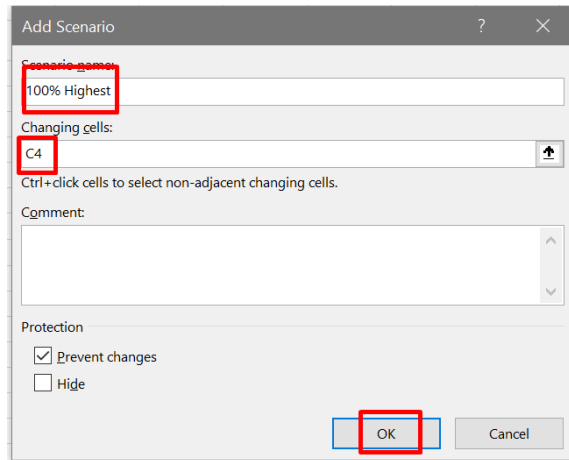 Add Scenario ?
Scenario name:
100% Highest
Changing cells:
C4
Ctrl+click cells to select non-adjacent changing cells.
Comment:
Protection
Prevent changes
Hide
OK Cancel